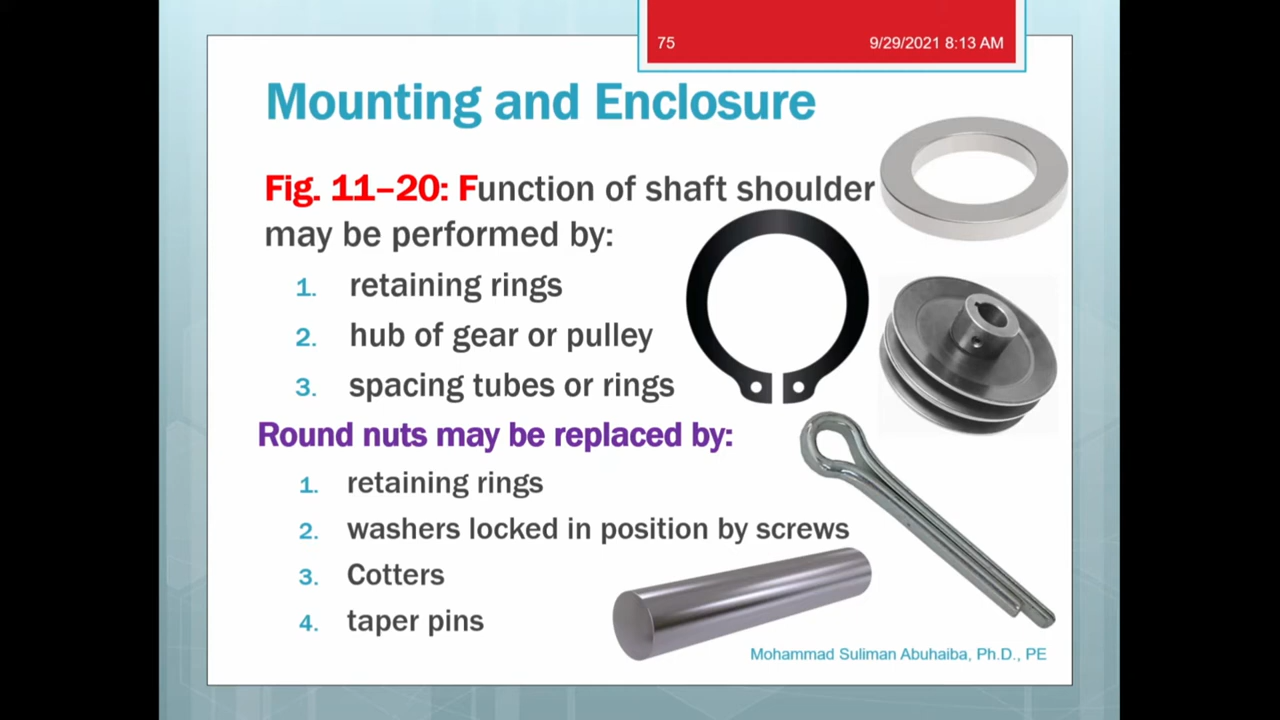 75 9/29/2021 8:13 AM
Mounting and Enclosure
Fig. 11–20: Function of shaft shoulder
may be performed by:
1. retaining rings
2. hub of gear or pulley
3. spacing tubes or rings
Round nuts may be replaced by:
1. retaining rings
2. washers locked in position by screws
3. Cotters
4. taper pins
Mohammad Suliman Abuhaiba, Ph.D., PE